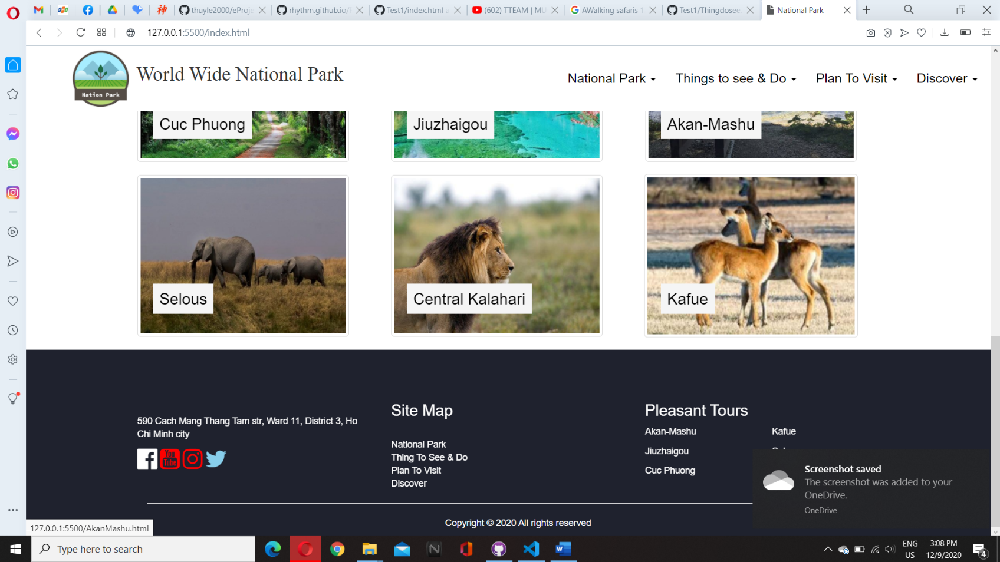 thuyle2000/eProje
rhythm.github.io/
Test1/index.html a
(602) TTEAM | MU
AWalking safaris 1
Test1/Thingdosee.
National Park
127.0.0.1:5500/index.html
Nation Park
World Wide National Park
National Park
Things to see & Do
Plan To Visit
Discover
Cuc Phuong
Jiuzhaigou
Akan-Mashu
Selous
Central Kalahari
Kafue
590 Cach Mang Thang Tam str, Ward 11, District 3, Ho
Chi Minh city
You
Tube
Site Map
National Park
Thing To See & Do
Plan To Visit
Discover
Pleasant Tours
Akan-Mashu
Kafue
Jiuzhaigou
Cuc Phuong
Screenshot saved
The screenshot was added to your
OneDrive.
OneDrive
Copyright © 2020 All rights reserved
127.0.0.1:5500/AkanMashu.html
Type here to search
ENG
US
3:08 PM
12/9/2020
4